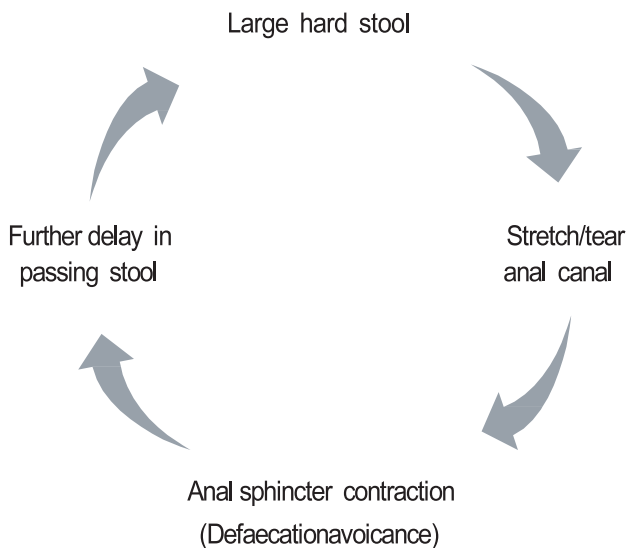 Large hard stool
Stretch/tear
anal canal
Anal sphincter contraction
(Defaecationavoicance)
Further delay in
passing stool